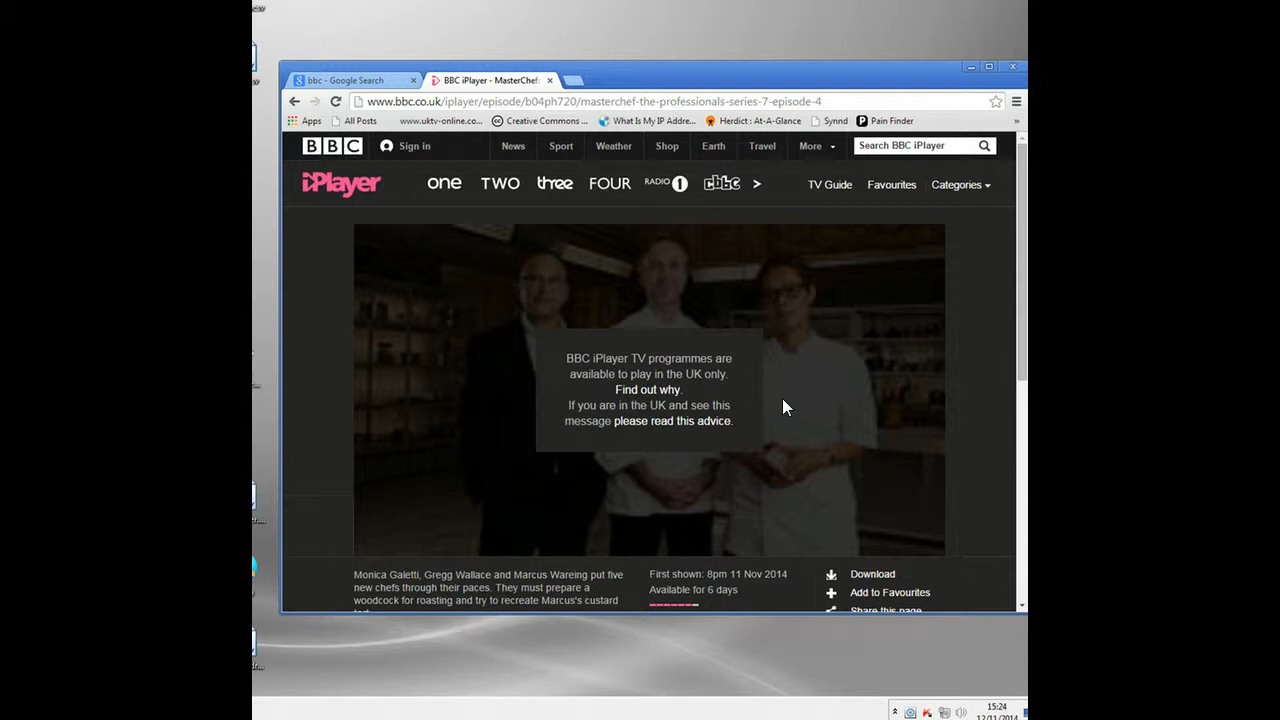 bbc - Google Search
BBC iPlayer - MasterChef:
www.bbc.co.uk/iplayer/episode/b04ph720/masterchef-the-professionals-series-7-episode-4
Apps All Posts www.uktv-online.co... Creative Commons ... What Is My IP Addre... Herdict : At-A-Glance Synnd Pain Finder »
BBC Sign in News Sport Weather Shop Earth Travel More Search BBC iPlayer
iPlayer one TWO three FOUR RADIO 1 cbbc > TV Guide Favourites Categories
BBC iPlayer TV programmes are
available to play in the UK only.
Find out why.
If you are in the UK and see this
message please read this advice.
Monica Galetti, Gregg Wallace and Marcus Wareing put five
new chefs through their paces. They must prepare a
woodcock for roasting and try to recreate Marcus's custard
First shown: 8pm 11 Nov 2014
Available for 6 days
Download
Add to Favourites
Share this page
15:24
12/11/2014